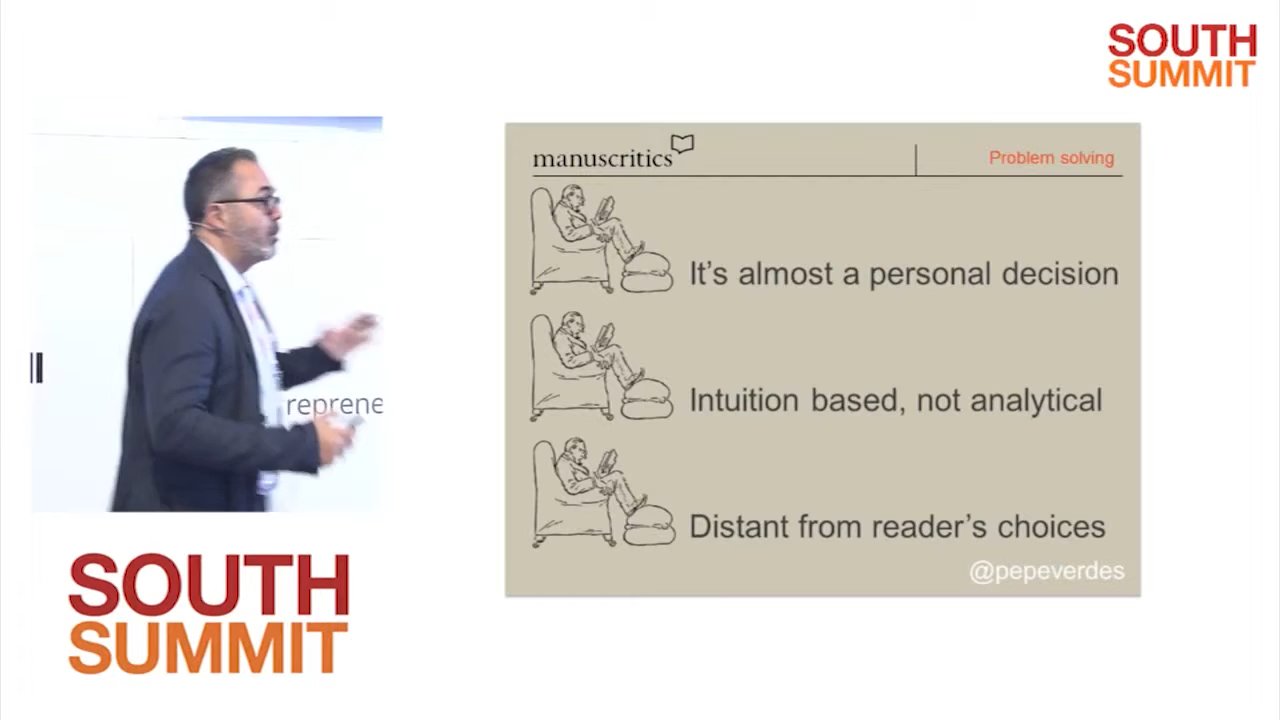 SOUTH
SUMMIT
manuscritics
Problem solving
It's almost a personal decision
Intuition based, not analytical
Distant from reader's choices
@pepeverdes
reprene
SOUTH
SUMMIT